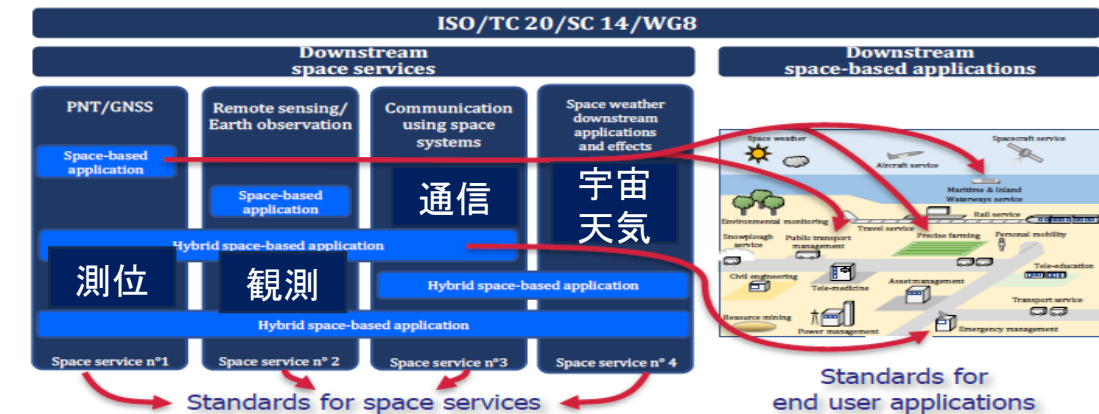 ISO/TC 20/SC 14/WG8
Downstream
space services
Downstream
space-based applications
PNT/GNSS
Remote sensing/
Earth observation
Communication
using space
systems
Space weather
downstream
applications
and effects
Space-based
application
Space-based
application
通信
宇宙
天気
Hybrid space-based application
測位
観測
Hybrid space-based application
Hybrid space-based application
Space service n°1
Space service n° 2
Space service n°3
Space service n° 4
Standards for space services
Space weather
Spacecraft service
Aircraft service
Maritime & Inland
Waterways service
Rail service
Environmental monitoring
Travel service
Snowplough
service
Public transport
management
Precise farming
Personal mobility
Civil engineering
Tele-medicine
Asset management
Tele-education
Transport service
Resource mining
Power management
Emergency management
Standards for
end user applications